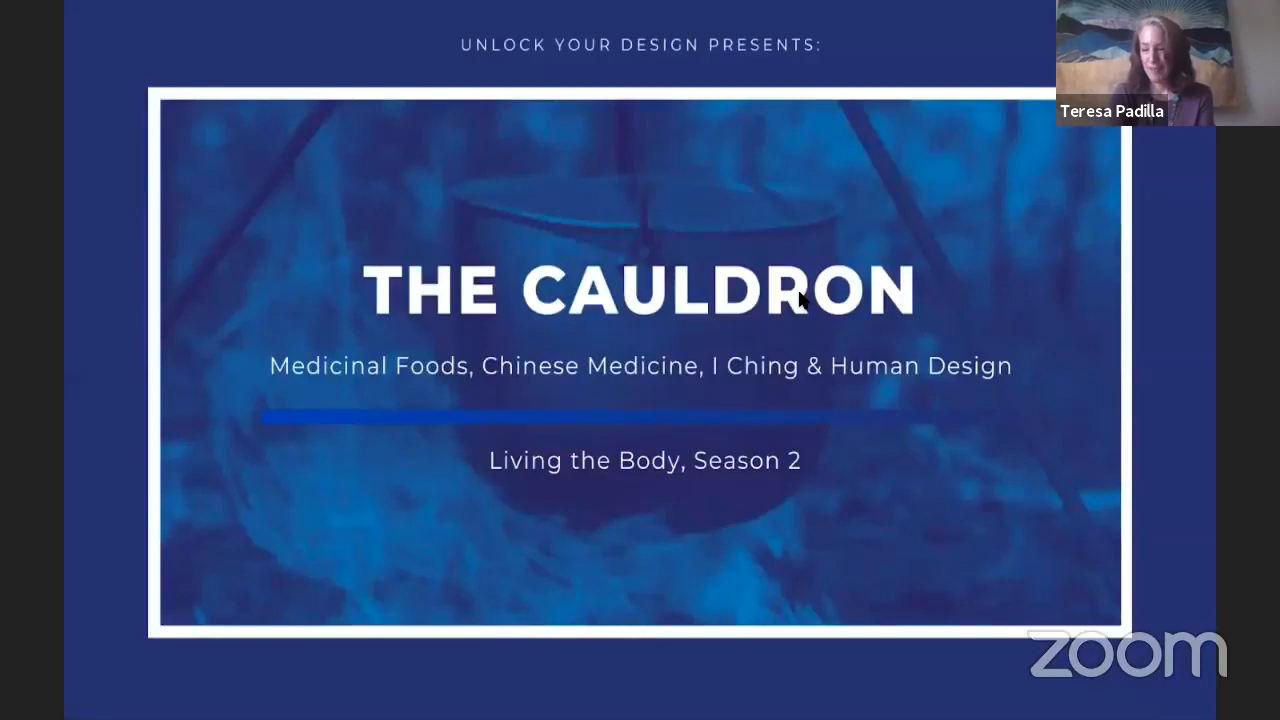 UNLOCK YOUR DESIGN PRESENTS:
Teresa Padilla
THE CAULDRON
Medicinal Foods, Chinese Medicine, I Ching & Human Design
Living the Body, Season 2
zoom